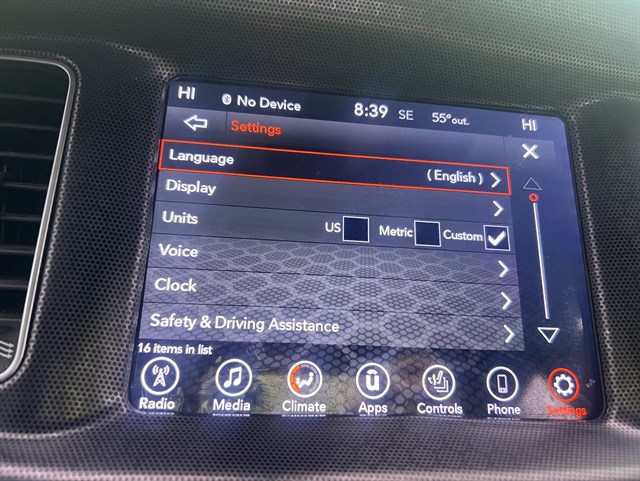 HI No Device 8:39 SE 55°out. HI
Settings
Language ( English )
Display
Units US Metric Custom
Voice
Clock
Safety & Driving Assistance
16 items in list
Radio Media Climate Apps Controls Phone Settings